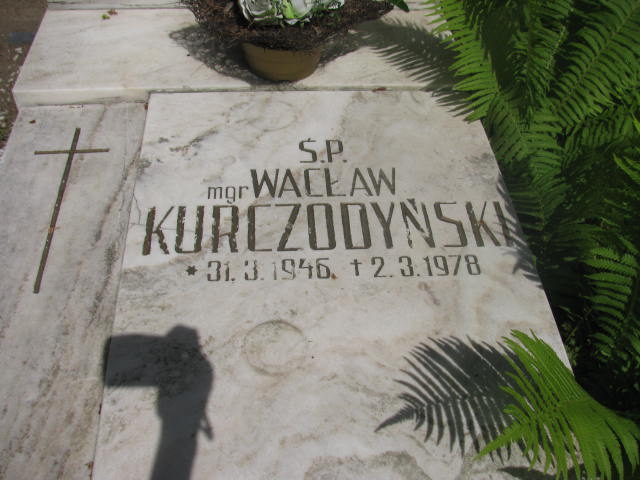 Ś.P.
mgr WACŁAW
KURCZODYŃSKI
* 31.3.1946. † 2.3.1978